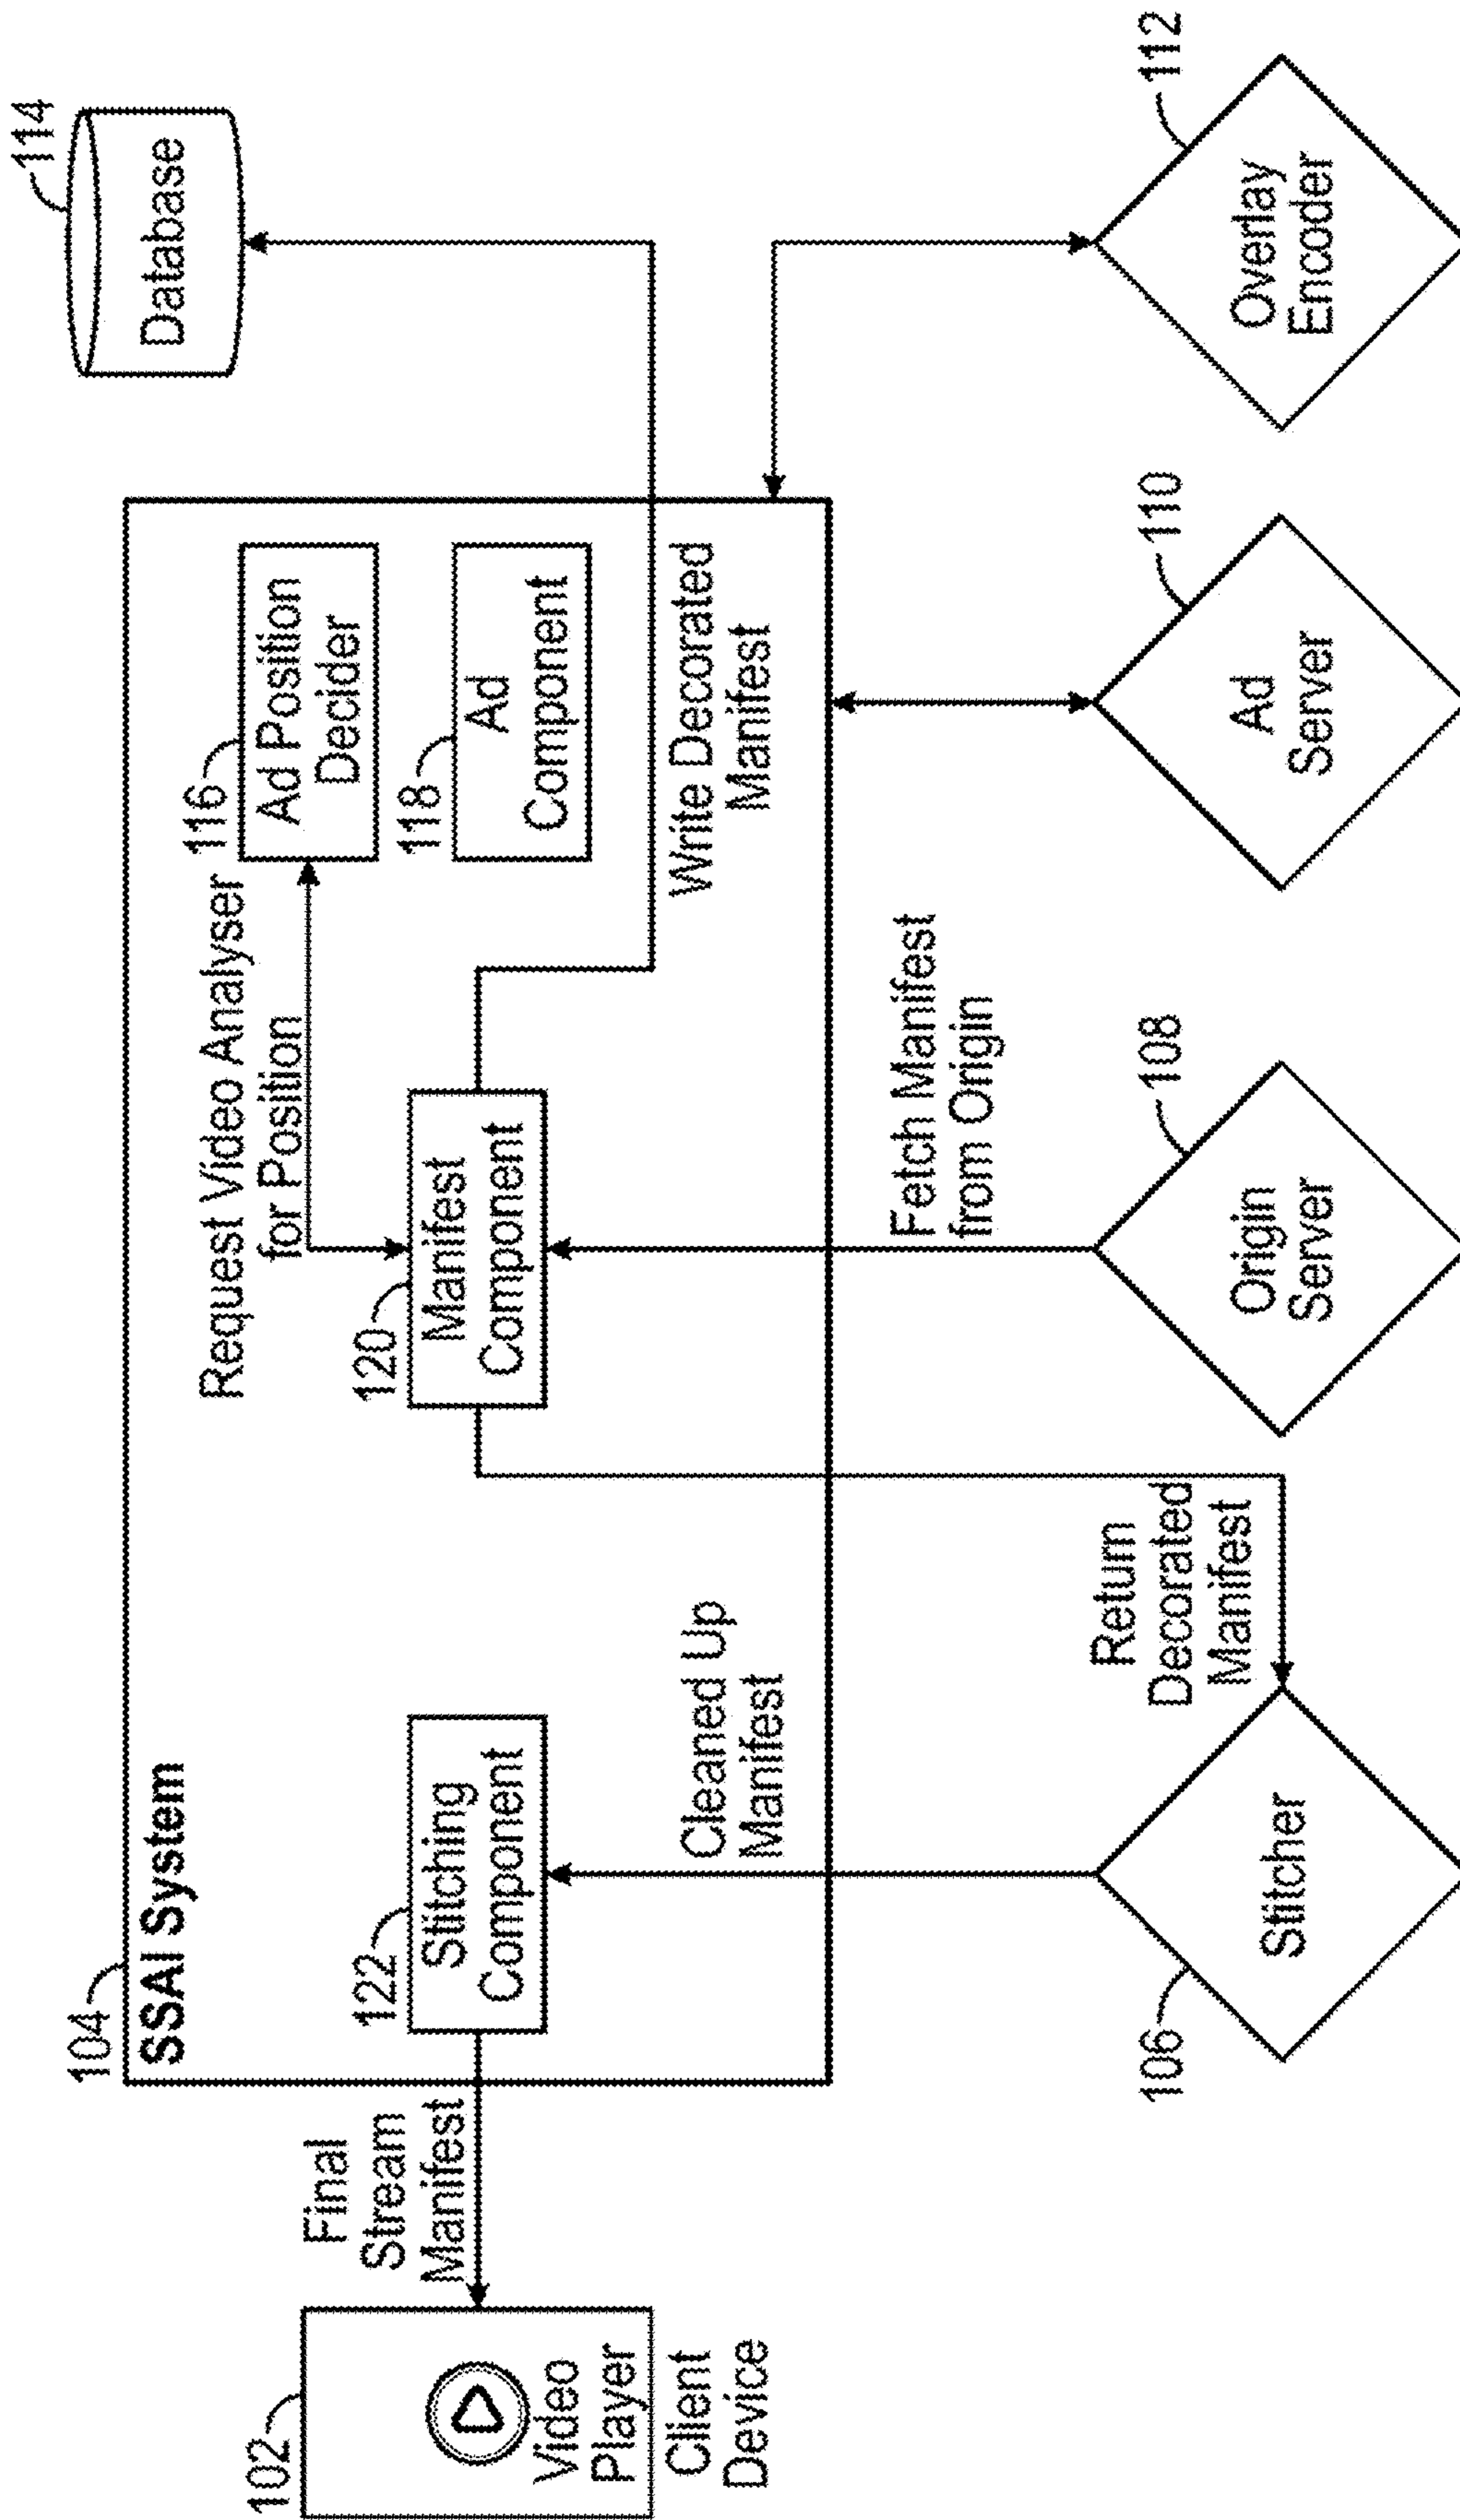 104
SSAI System
114
Database
102
Video
Player
Client
Device
Final
Stream
Manifest
122
Stitching
Component
Cleaned Up
Manifest
120
Manifest
Component
Request Video Analyser
for Position
116
Ad Position
Decider
118
Ad
Component
Write Decorated
Manifest
Fetch Manifest
from Origin
Return
Decorated
Manifest
106
Stitcher
108
Origin
Server
110
Ad
Server
112
Overlay
Encoder